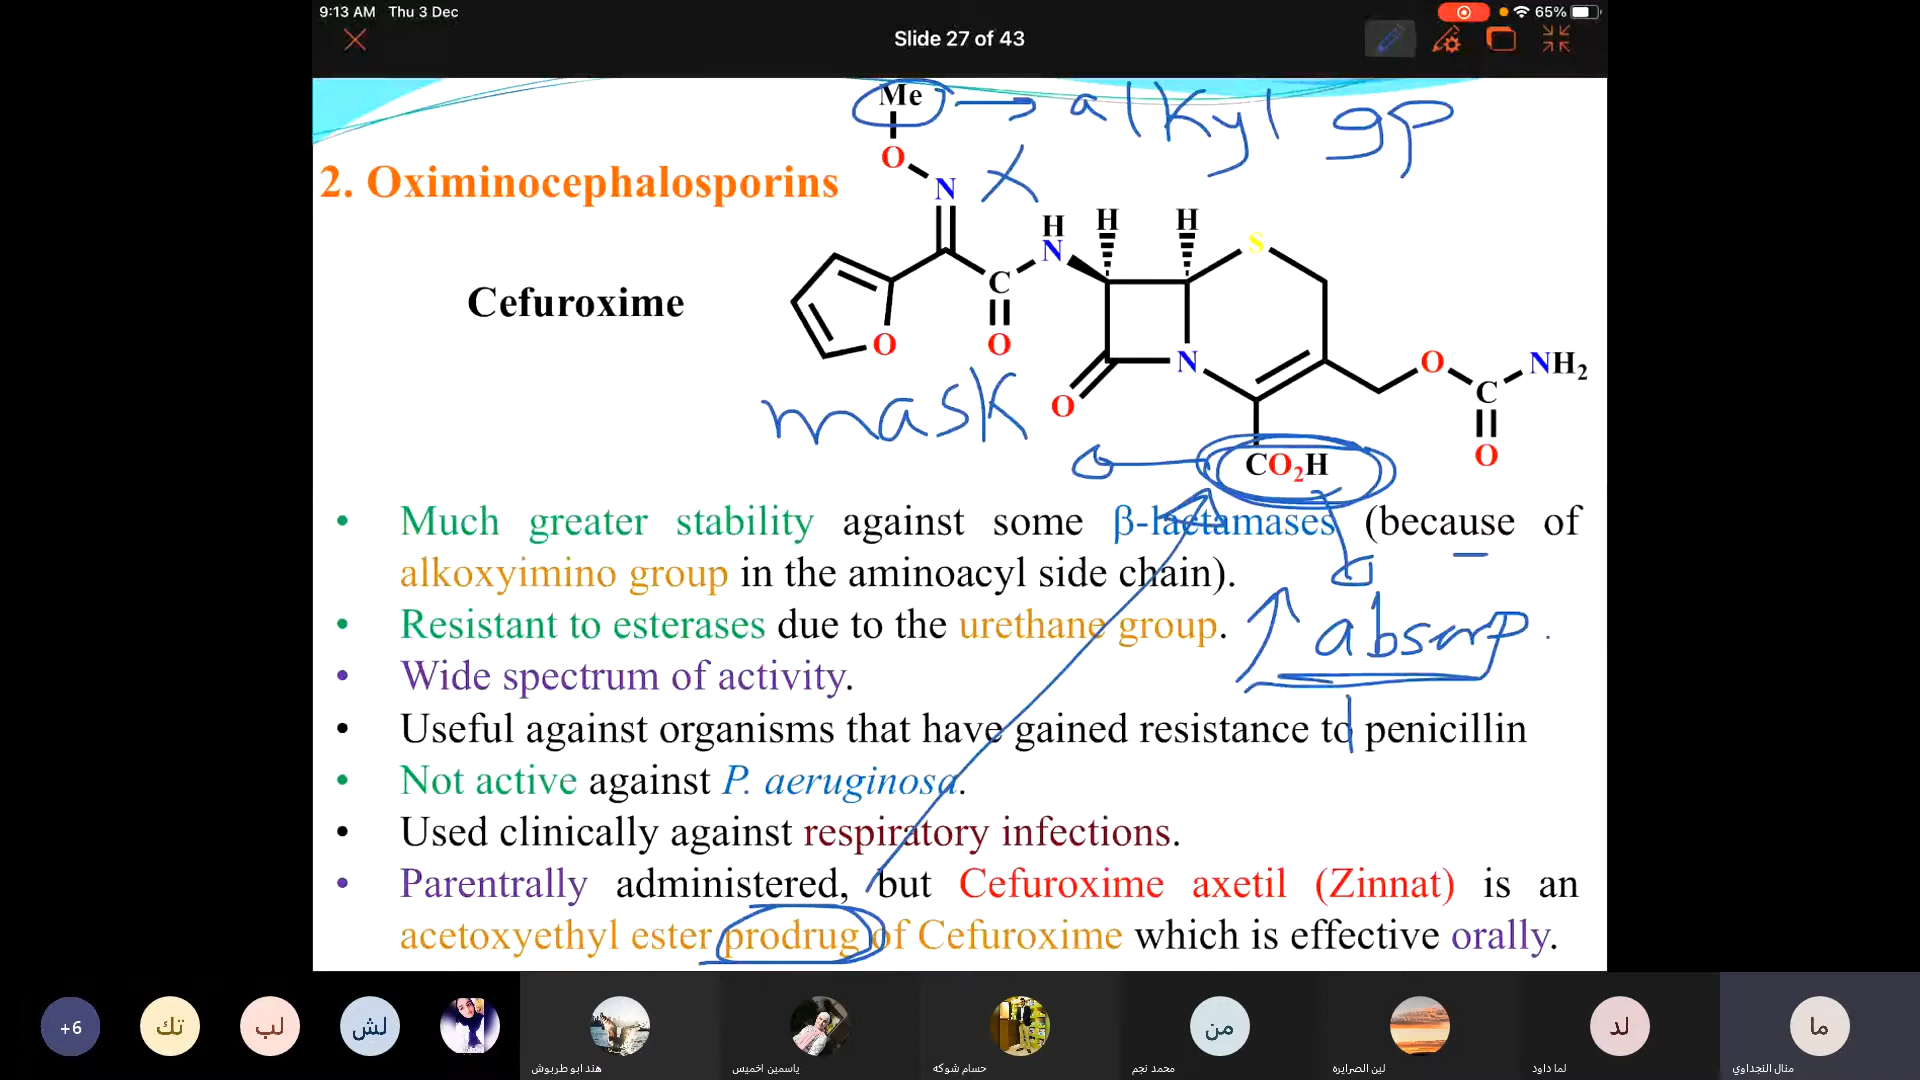 9:13 AM Thu 3 Dec
65%
Slide 27 of 43
Me → alkyl gp
O
2. Oximinocephalosporins
N X
H H H
N S
Cefuroxime
C
O O N O NH2
mask O C
CO2H O
• Much greater stability against some β-lactamases (because of
alkoxyimino group in the aminoacyl side chain).
• Resistant to esterases due to the urethane group.
↑ absorp.
• Wide spectrum of activity.
• Useful against organisms that have gained resistance to penicillin
• Not active against P. aeruginosa.
• Used clinically against respiratory infections.
• Parentrally administered, but Cefuroxime axetil (Zinnat) is an
acetoxyethyl ester prodrug of Cefuroxime which is effective orally.
+6 تك لب لش من لد ما
هند ابو طربوش ياسمين اخميس حسام شوكه محمد نجم لين الصرايره لما داود منال النجداوي